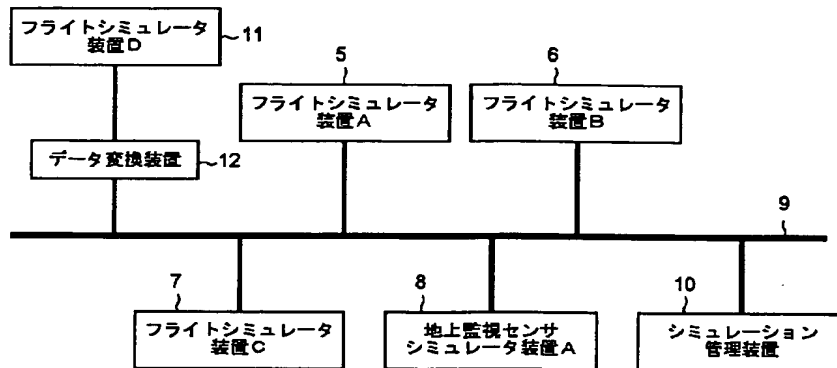 フライトシミュレータ
装置D
11
5
6
フライトシミュレータ
装置A
フライトシミュレータ
装置B
データ変換装置
12
9
7
8
10
フライトシミュレータ
装置C
地上監視センサ
シミュレータ装置A
シミュレーション
管理装置